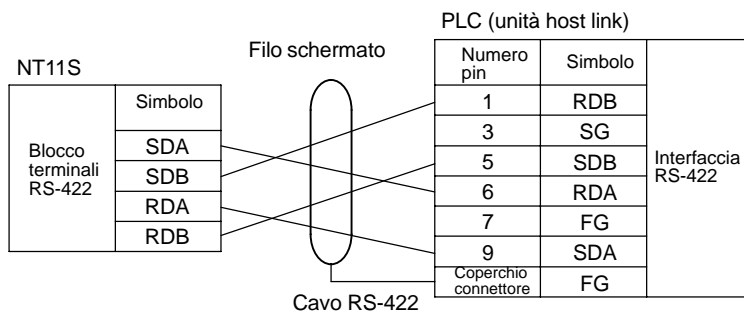 PLC (unità host link)
Filo schermato
NT11S
Numero pin Simbolo
Simbolo
Blocco terminali RS-422
SDA
SDB
RDA
RDB
1 RDB
3 SG
5 SDB
6 RDA
7 FG
9 SDA
Coperchio connettore FG
Interfaccia RS-422
Cavo RS-422